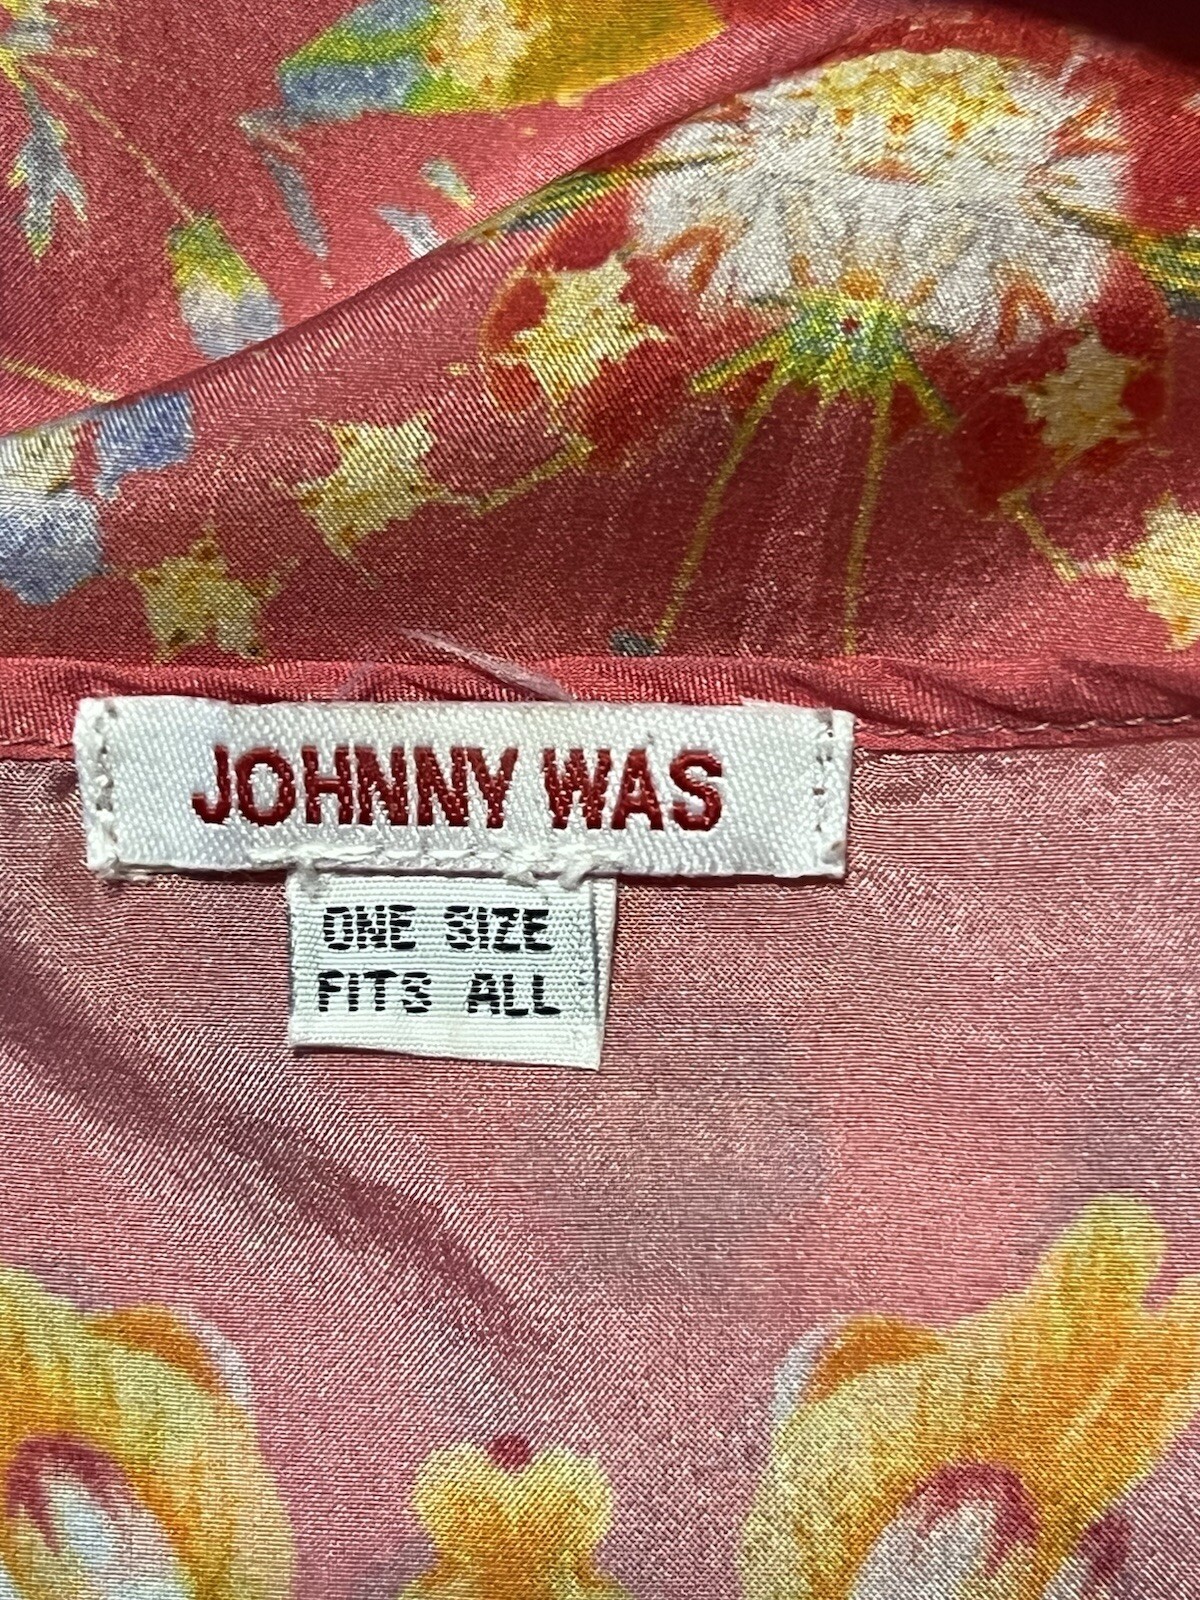 JOHNNY WAS
ONE SIZE
FITS ALL